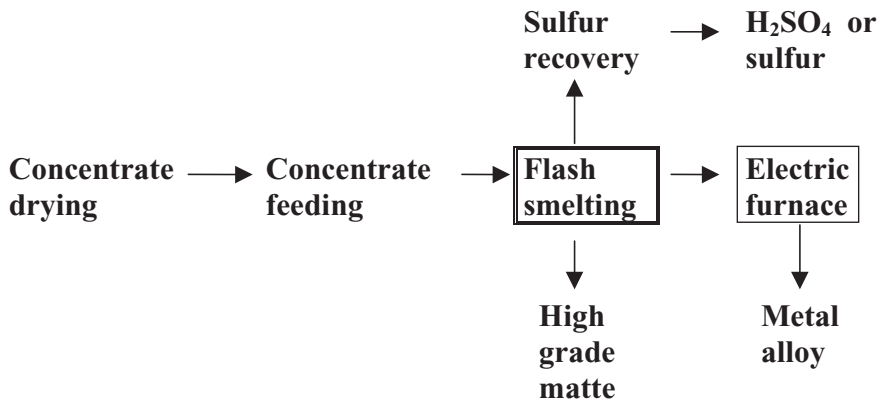 Sulfur
recovery
H₂SO₄ or
sulfur
Concentrate
drying
Concentrate
feeding
Flash
smelting
Electric
furnace
High
grade
matte
Metal
alloy